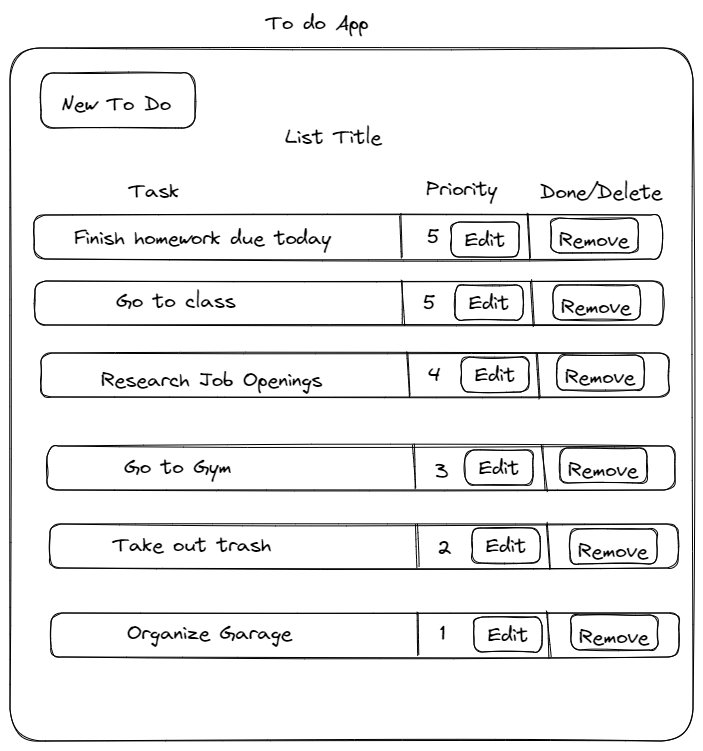 To do App
New To Do
List Title
Task Priority Done/Delete
Finish homework due today 5 Edit Remove
Go to class 5 Edit Remove
Research Job Openings 4 Edit Remove
Go to Gym 3 Edit Remove
Take out trash 2 Edit Remove
Organize Garage 1 Edit Remove